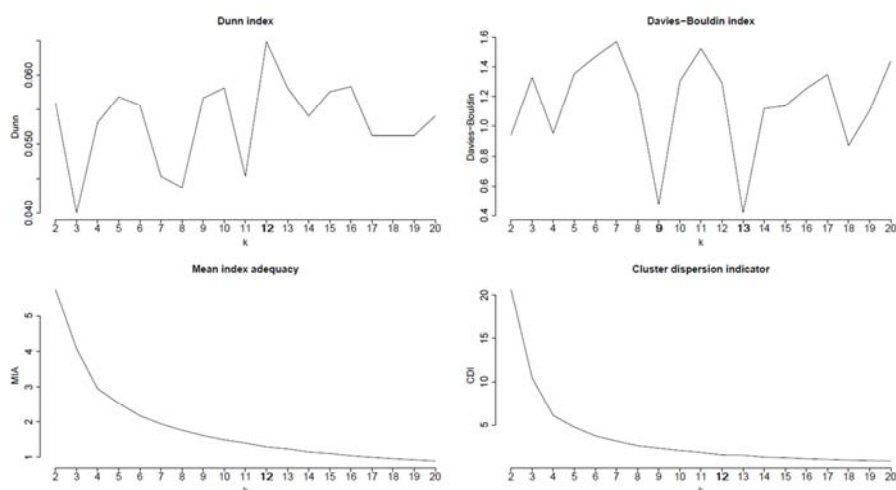 Dunn index
Dunn
0.040
0.050
0.060
2 3 4 5 6 7 8 9 10 11 12 13 14 15 16 17 18 19 20
k
Davies-Bouldin index
Davies-Bouldin
0.4 0.6 0.8 1.0 1.2 1.4 1.6
2 3 4 5 6 7 8 9 10 11 12 13 14 15 16 17 18 19 20
k
Mean index adequacy
MIA
1 2 3 4 5
2 3 4 5 6 7 8 9 10 11 12 13 14 15 16 17 18 19 20
k
Cluster dispersion indicator
CDI
5 10 15 20
2 3 4 5 6 7 8 9 10 11 12 13 14 15 16 17 18 19 20
k